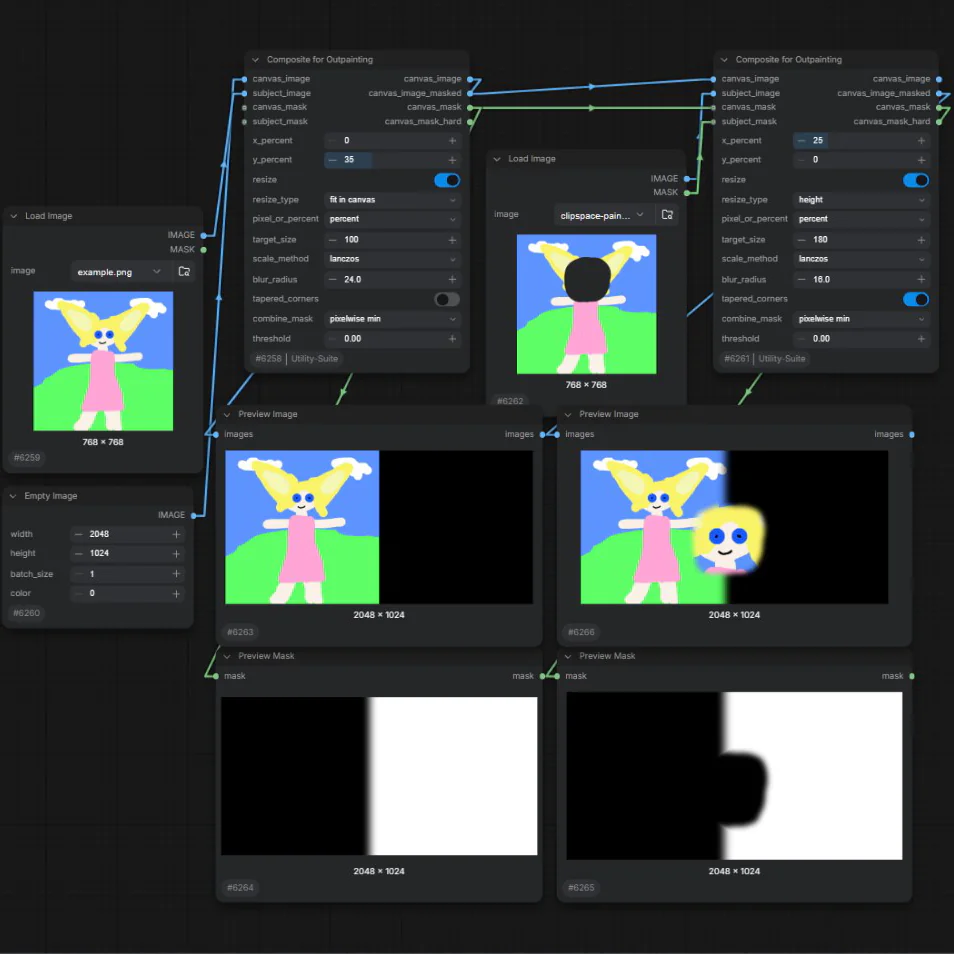 Load Image
IMAGE
MASK
image
example.png
768 × 768
#6259
Empty Image
IMAGE
width
2048
height
1024
batch_size
1
color
0
#6260
Composite for Outpainting
canvas_image canvas_image
subject_image canvas_image_masked
canvas_mask canvas_mask
subject_mask canvas_mask_hard
x_percent 0
y_percent 35
resize
resize_type fit in canvas
pixel_or_percent percent
target_size 100
scale_method lanczos
blur_radius 24.0
tapered_corners
combine_mask pixelwise min
threshold 0.00
#6258 | Utility-Suite
Load Image
IMAGE
MASK
image clipspace-pain...
768 × 768
#6262
Composite for Outpainting
canvas_image canvas_image
subject_image canvas_image_masked
canvas_mask canvas_mask
subject_mask canvas_mask_hard
x_percent 25
y_percent 0
resize
resize_type height
pixel_or_percent percent
target_size 180
scale_method lanczos
blur_radius 16.0
tapered_corners
combine_mask pixelwise min
threshold 0.00
#6261 | Utility-Suite
Preview Image
images images
2048 × 1024
#6263
Preview Image
images images
2048 × 1024
#6266
Preview Mask
mask mask
2048 × 1024
#6264
Preview Mask
mask mask
2048 × 1024
#6265